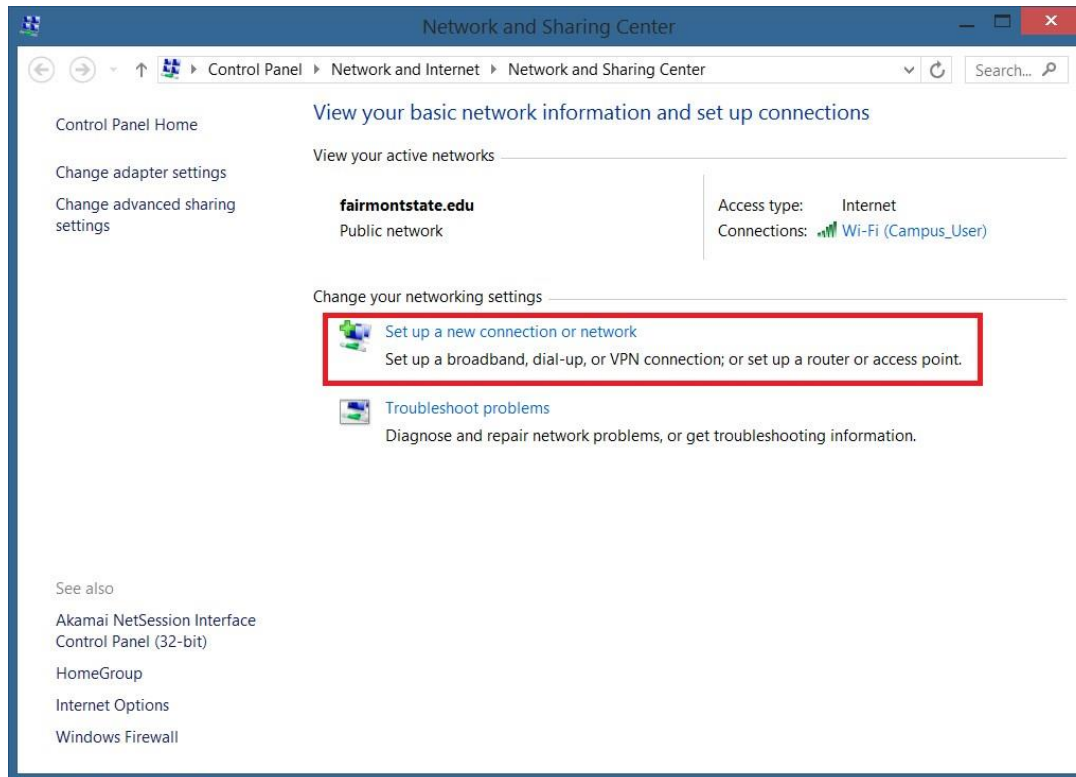 Network and Sharing Center
Control Panel ▸ Network and Internet ▸ Network and Sharing Center
Search...
Control Panel Home
Change adapter settings
Change advanced sharing
settings
View your basic network information and set up connections
View your active networks
fairmontstate.edu
Public network
Access type: Internet
Connections: Wi-Fi (Campus_User)
Change your networking settings
Set up a new connection or network
Set up a broadband, dial-up, or VPN connection; or set up a router or access point.
Troubleshoot problems
Diagnose and repair network problems, or get troubleshooting information.
See also
Akamai NetSession Interface
Control Panel (32-bit)
HomeGroup
Internet Options
Windows Firewall